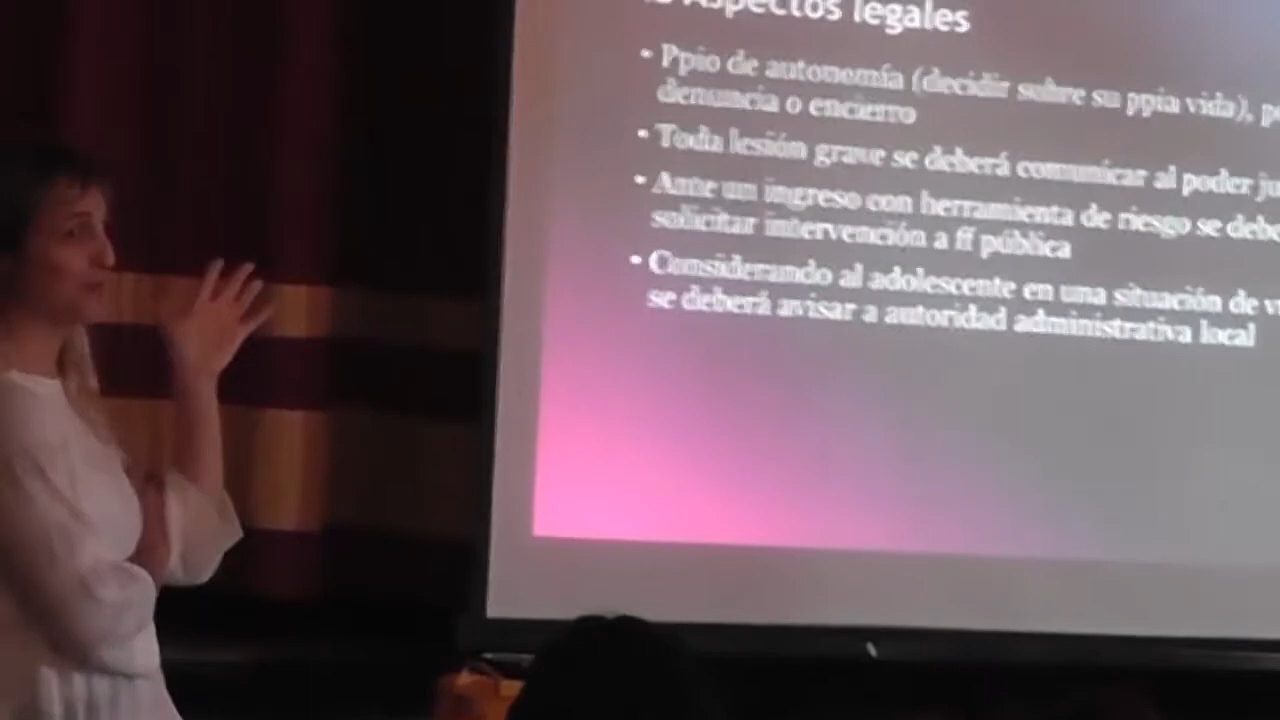 Aspectos legales
• Ppio de autonomía (decidir sobre su ppia vida),
denuncia o encierro
• Toda lesión grave se deberá comunicar al poder
• Ante un ingreso con herramienta de riesgo se
solicitar intervención a ff pública
• Considerando al adolescente en una situación de
se deberá avisar a autoridad administrativa local